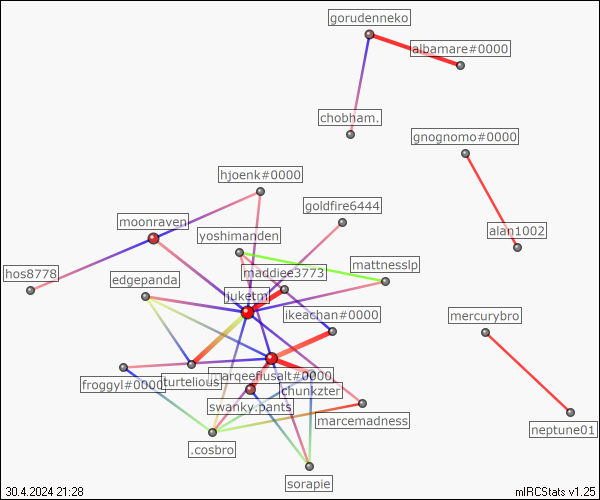 gorudenneko
albamare#0000
chobham.
gnognomo#0000
hjoenk#0000
goldfire6444
moonraven
alan1002
yoshimanden
mattnesslp
maddiee3773
hos8778
edgepanda
juketm
ikeachan#0000
mercurybro
froggyl#0000
turtelious
chunkzter
swanky.pants
marcemadness
neptune01
.cosbro
sorapie
30.4.2024 21:28
mIRCStats v1.25